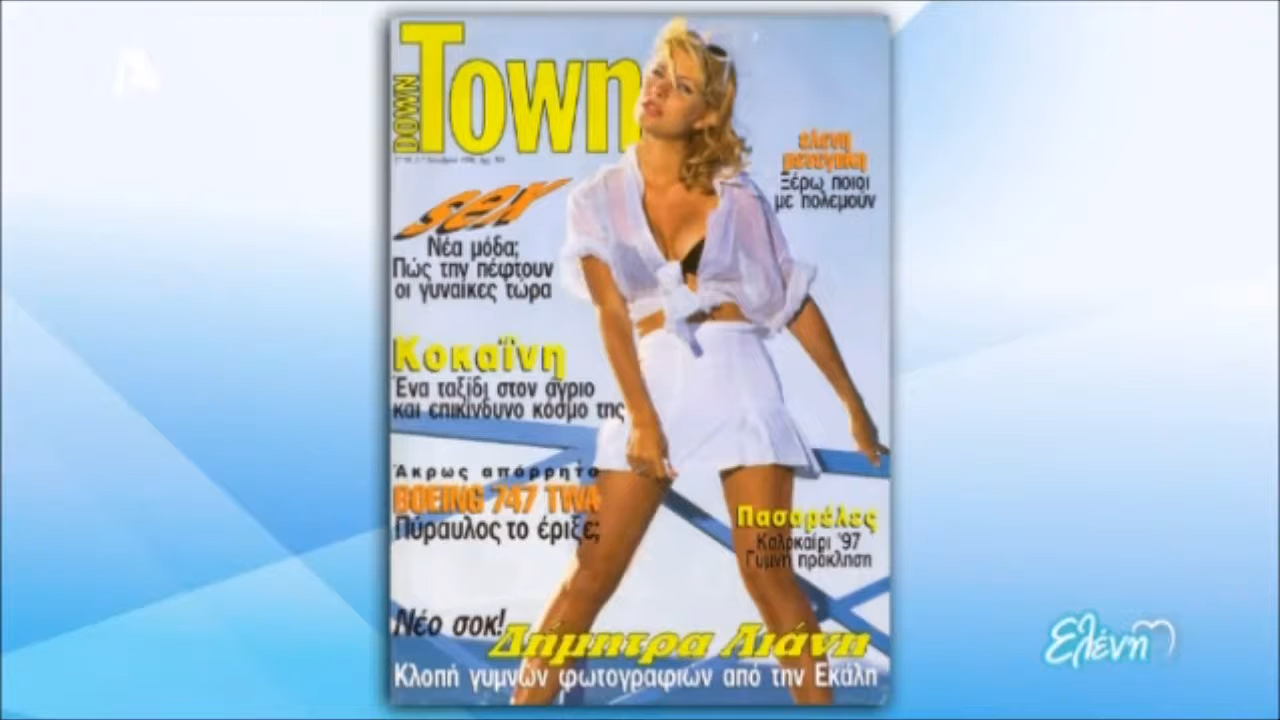 DOWN
Town
sex
Νέα μόδα;
Πώς την πέφτουν
οι γυναίκες τώρα
ελενη
μενεγακη
Ξέρω ποιοι
με πολεμούν
Κοκαΐνη
Ένα ταξίδι στον άγριο
και επικίνδυνο κόσμο της
Άκρως απόρρητο
BOEING 747 TWA
Πύραυλος το έριξε;
Πασαρέλες
Καλοκαίρι '97
Γυμνή πρόκληση
Νέο σοκ!
Δήμητρα Λιάνη
Κλοπή γυμνών φωτογραφιών από την Εκάλη
Ελένη